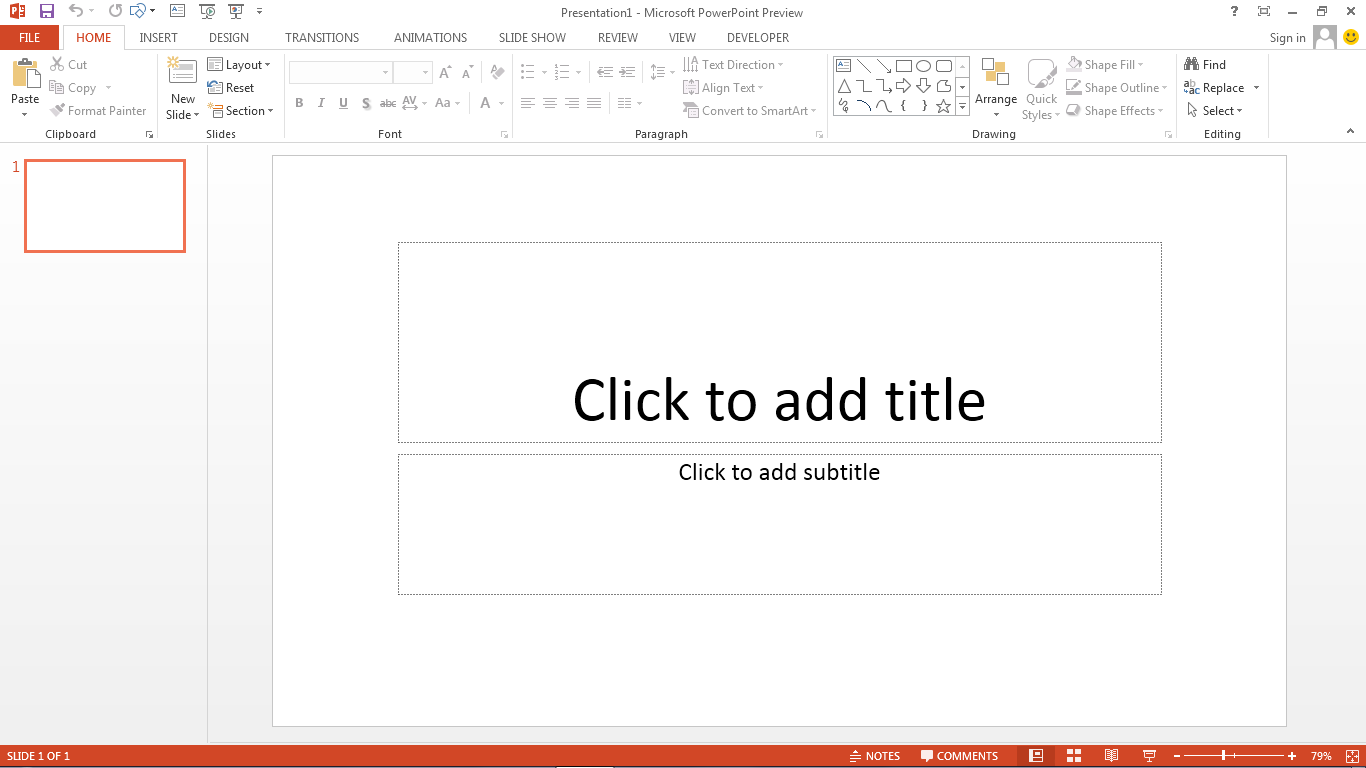 Presentation1 - Microsoft PowerPoint Preview
FILE HOME INSERT DESIGN TRANSITIONS ANIMATIONS SLIDE SHOW REVIEW VIEW DEVELOPER Sign in
Paste
Cut
Copy
Format Painter
Clipboard
New Slide
Layout
Reset
Section
Slides
B I U S abc AV Aa A
Font
Text Direction
Align Text
Convert to SmartArt
Paragraph
Arrange
Quick Styles
Shape Fill
Shape Outline
Shape Effects
Drawing
Find
Replace
Select
Editing
1
Click to add title
Click to add subtitle
SLIDE 1 OF 1 NOTES COMMENTS 79%